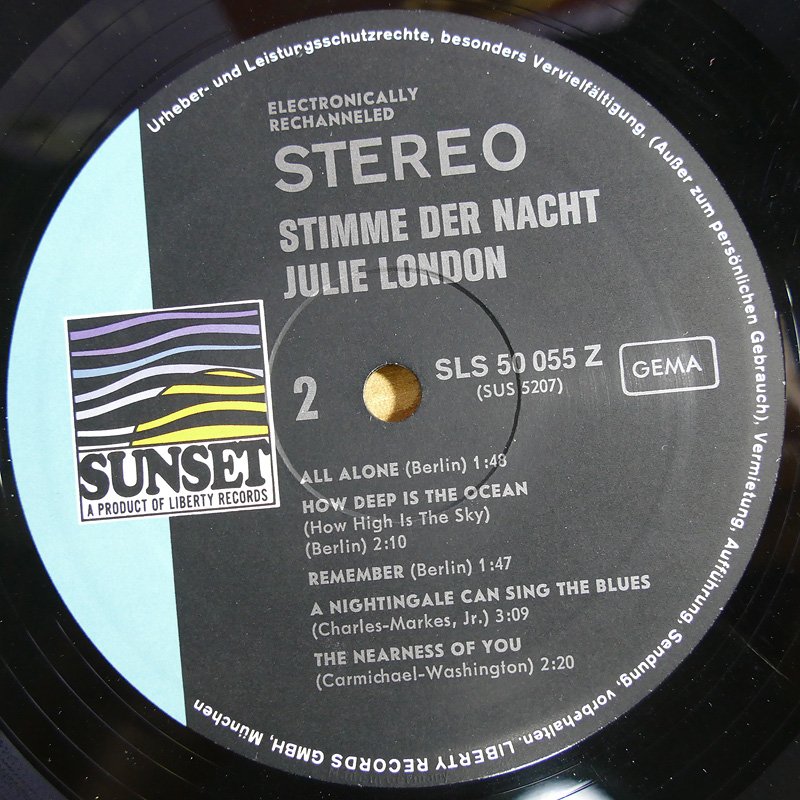 Urheber- und Leistungsschutzrechte, besonders Vervielfältigung, (Außer zum persönlichen Gebrauch), Vermietung, Aufführung, Sendung, vorbehalten. LIBERTY RECORDS GMBH, München
ELECTRONICALLY
RECHANNELED
STEREO
STIMME DER NACHT
JULIE LONDON
SUNSET
A PRODUCT OF LIBERTY RECORDS
2
SLS 50 055 Z
(SUS 5207)
GEMA
ALL ALONE (Berlin) 1:48
HOW DEEP IS THE OCEAN
(How High Is The Sky)
(Berlin) 2:10
REMEMBER (Berlin) 1:47
A NIGHTINGALE CAN SING THE BLUES
(Charles-Markes, Jr.) 3:09
THE NEARNESS OF YOU
(Carmichael-Washington) 2:20